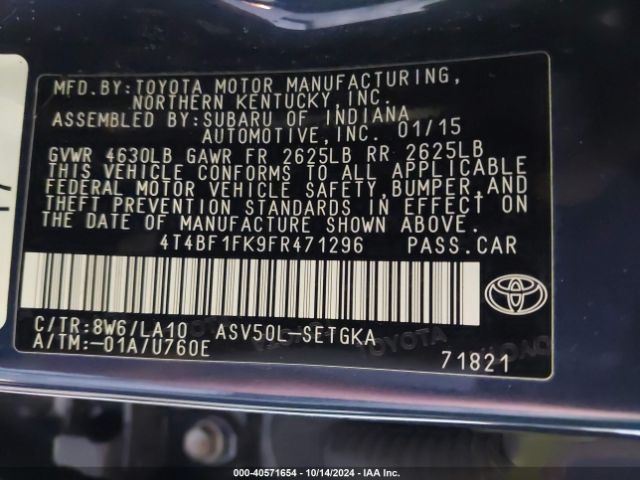 MFD.BY:TOYOTA MOTOR MANUFACTURING,
NORTHERN KENTUCKY,INC.
ASSEMBLED BY:SUBARU OF INDIANA
AUTOMOTIVE,INC. 01/15
GVWR 4630LB GAWR FR 2625LB RR 2625LB
THIS VEHICLE CONFORMS TO ALL APPLICABLE
FEDERAL MOTOR VEHICLE SAFETY,BUMPER,AND
THEFT PREVENTION STANDARDS IN EFFECT ON
THE DATE OF MANUFACTURE SHOWN ABOVE.
4T4BF1FK9FR471296 PASS.CAR
C/TR:8W6/LA10 ASV50L-SETGKA
A/TM:-01A/U760E
71821
TOYOTA
000-40571654 | 10/14/2024 | IAA Inc.